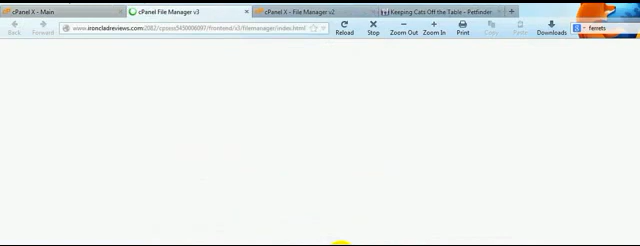 cPanel X - Main
cPanel File Manager v3
cPanel X - File Manager v2
Keeping Cats Off the Table - Petfinder
Back Forward
www.ironcladreviews.com:2082/
/frontend/x3/filemanager/index.html
Reload Stop Zoom Out Zoom In Print Copy Paste Downloads
ferrets